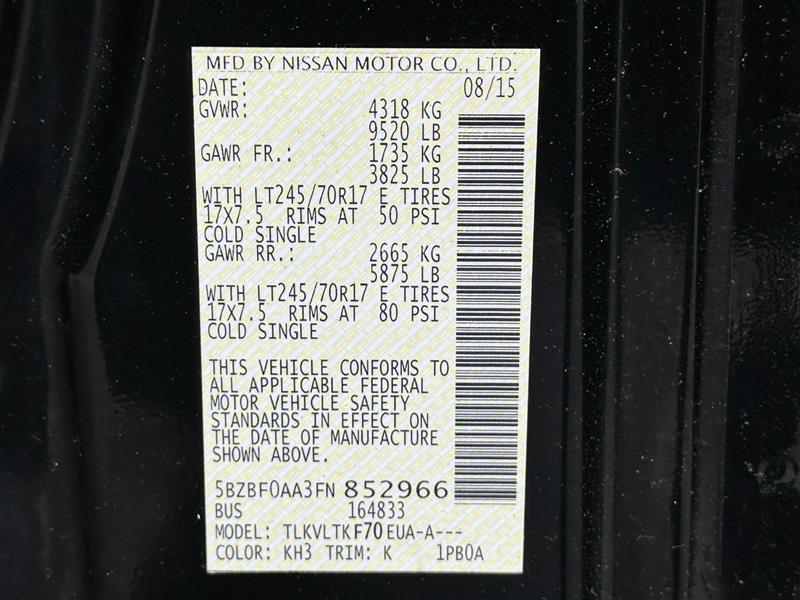 MFD BY NISSAN MOTOR CO., LTD.
DATE: 08/15
GVWR: 4318 KG
9520 LB
GAWR FR.: 1735 KG
3825 LB
WITH LT245/70R17 E TIRES
17X7.5 RIMS AT 50 PSI
COLD SINGLE
GAWR RR.: 2665 KG
5875 LB
WITH LT245/70R17 E TIRES
17X7.5 RIMS AT 80 PSI
COLD SINGLE
THIS VEHICLE CONFORMS TO
ALL APPLICABLE FEDERAL
MOTOR VEHICLE SAFETY
STANDARDS IN EFFECT ON
THE DATE OF MANUFACTURE
SHOWN ABOVE.
5BZBF0AA3FN 852966
BUS 164833
MODEL: TLKVLTKF70EUA-A---
COLOR: KH3 TRIM: K 1PB0A